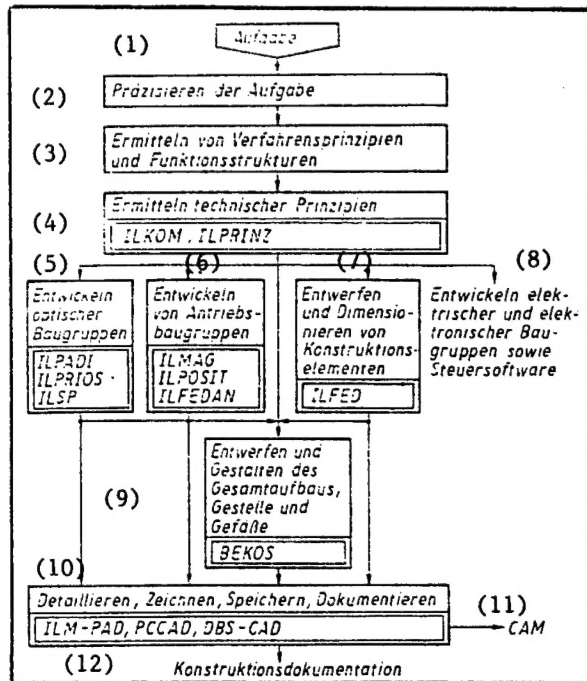 (1)
Aufgabe
(2)
Präzisieren der Aufgabe
(3)
Ermitteln von Verfahrensprinzipien
und Funktionsstrukturen
(4)
Ermitteln technischer Prinzipien
ILKOM, ILPRINZ
(5)
Entwickeln
optischer
Baugruppen
ILPADI
ILPRIOS
ILSP
(6)
Entwickeln
von Antriebs-
baugruppen
ILMAG
ILPOSIT
ILFEDAN
(7)
Entwerfen
und Dimensio-
nieren von
Konstruktions-
elementen
ILFED
(8)
Entwickeln elek-
trischer und elek-
tronischer Bau-
gruppen sowie
Steuersoftware
(9)
Entwerfen und
Gestalten des
Gesamtaufbaus,
Gestelle und
Gefäße
BEKOS
(10)
Detaillieren, Zeichnen, Speichern, Dokumentieren
ILM-PAD, PCCAD, DBS-CAD
(11)
CAM
(12)
Konstruktionsdokumentation